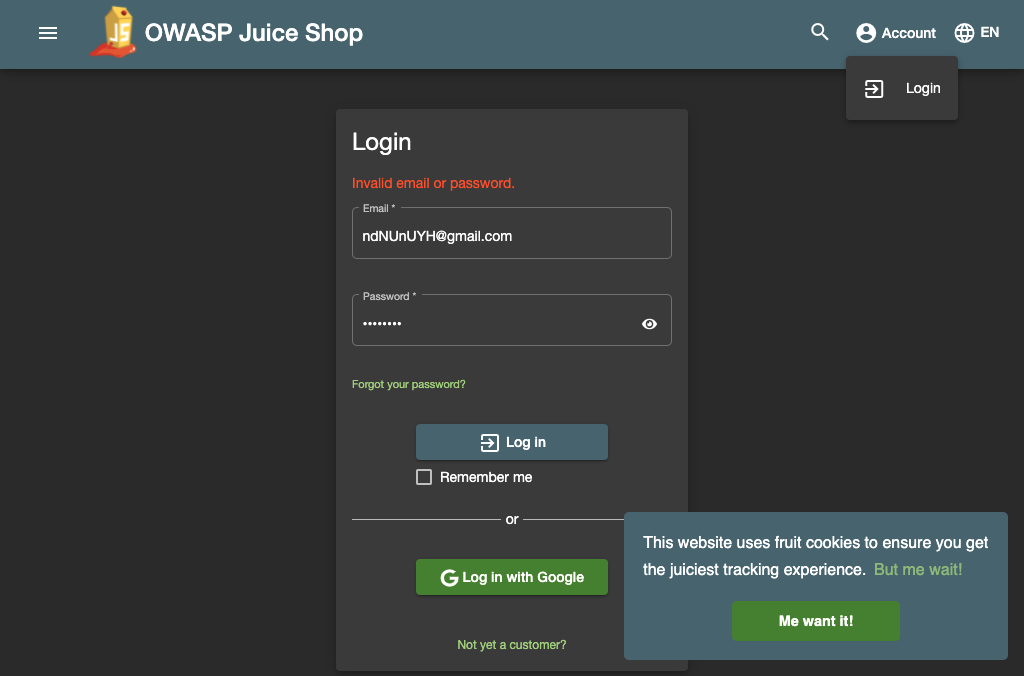 OWASP Juice Shop
Account
EN
Login
Login
Invalid email or password.
Email *
ndNUnUYH@gmail.com
Password *
••••••••
Forgot your password?
Log in
Remember me
or
Log in with Google
Not yet a customer?
This website uses fruit cookies to ensure you get
the juiciest tracking experience. But me wait!
Me want it!